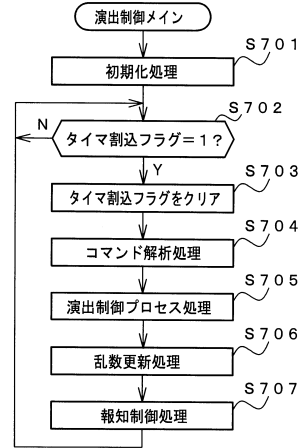 演出制御メイン
S701
初期化処理
S702
N
タイマ割込フラグ=1?
Y
S703
タイマ割込フラグをクリア
S704
コマンド解析処理
S705
演出制御プロセス処理
S706
乱数更新処理
S707
報知制御処理